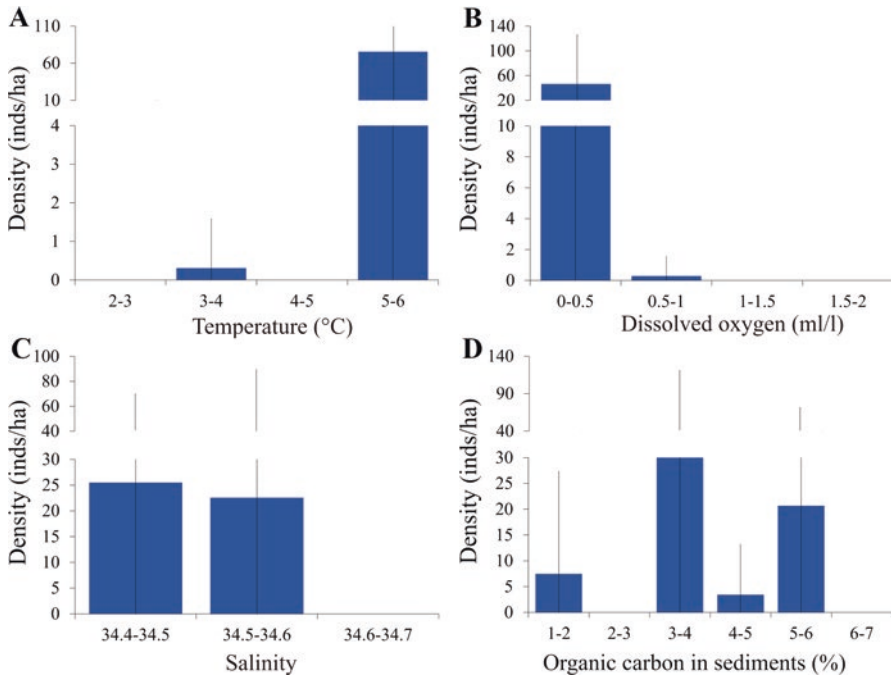 A
Density (inds/ha)
110
60
10
4
3
2
1
0
2-3 3-4 4-5 5-6
Temperature (°C)
B
Density (inds/ha)
140
100
60
20
10
8
6
4
2
0
0-0.5 0.5-1 1-1.5 1.5-2
Dissolved oxygen (ml/l)
C
Density (inds/ha)
100
80
60
40
30
25
20
15
10
5
0
34.4-34.5 34.5-34.6 34.6-34.7
Salinity
D
Density (inds/ha)
140
90
40
30
25
20
15
10
5
0
1-2 2-3 3-4 4-5 5-6 6-7
Organic carbon in sediments (%)